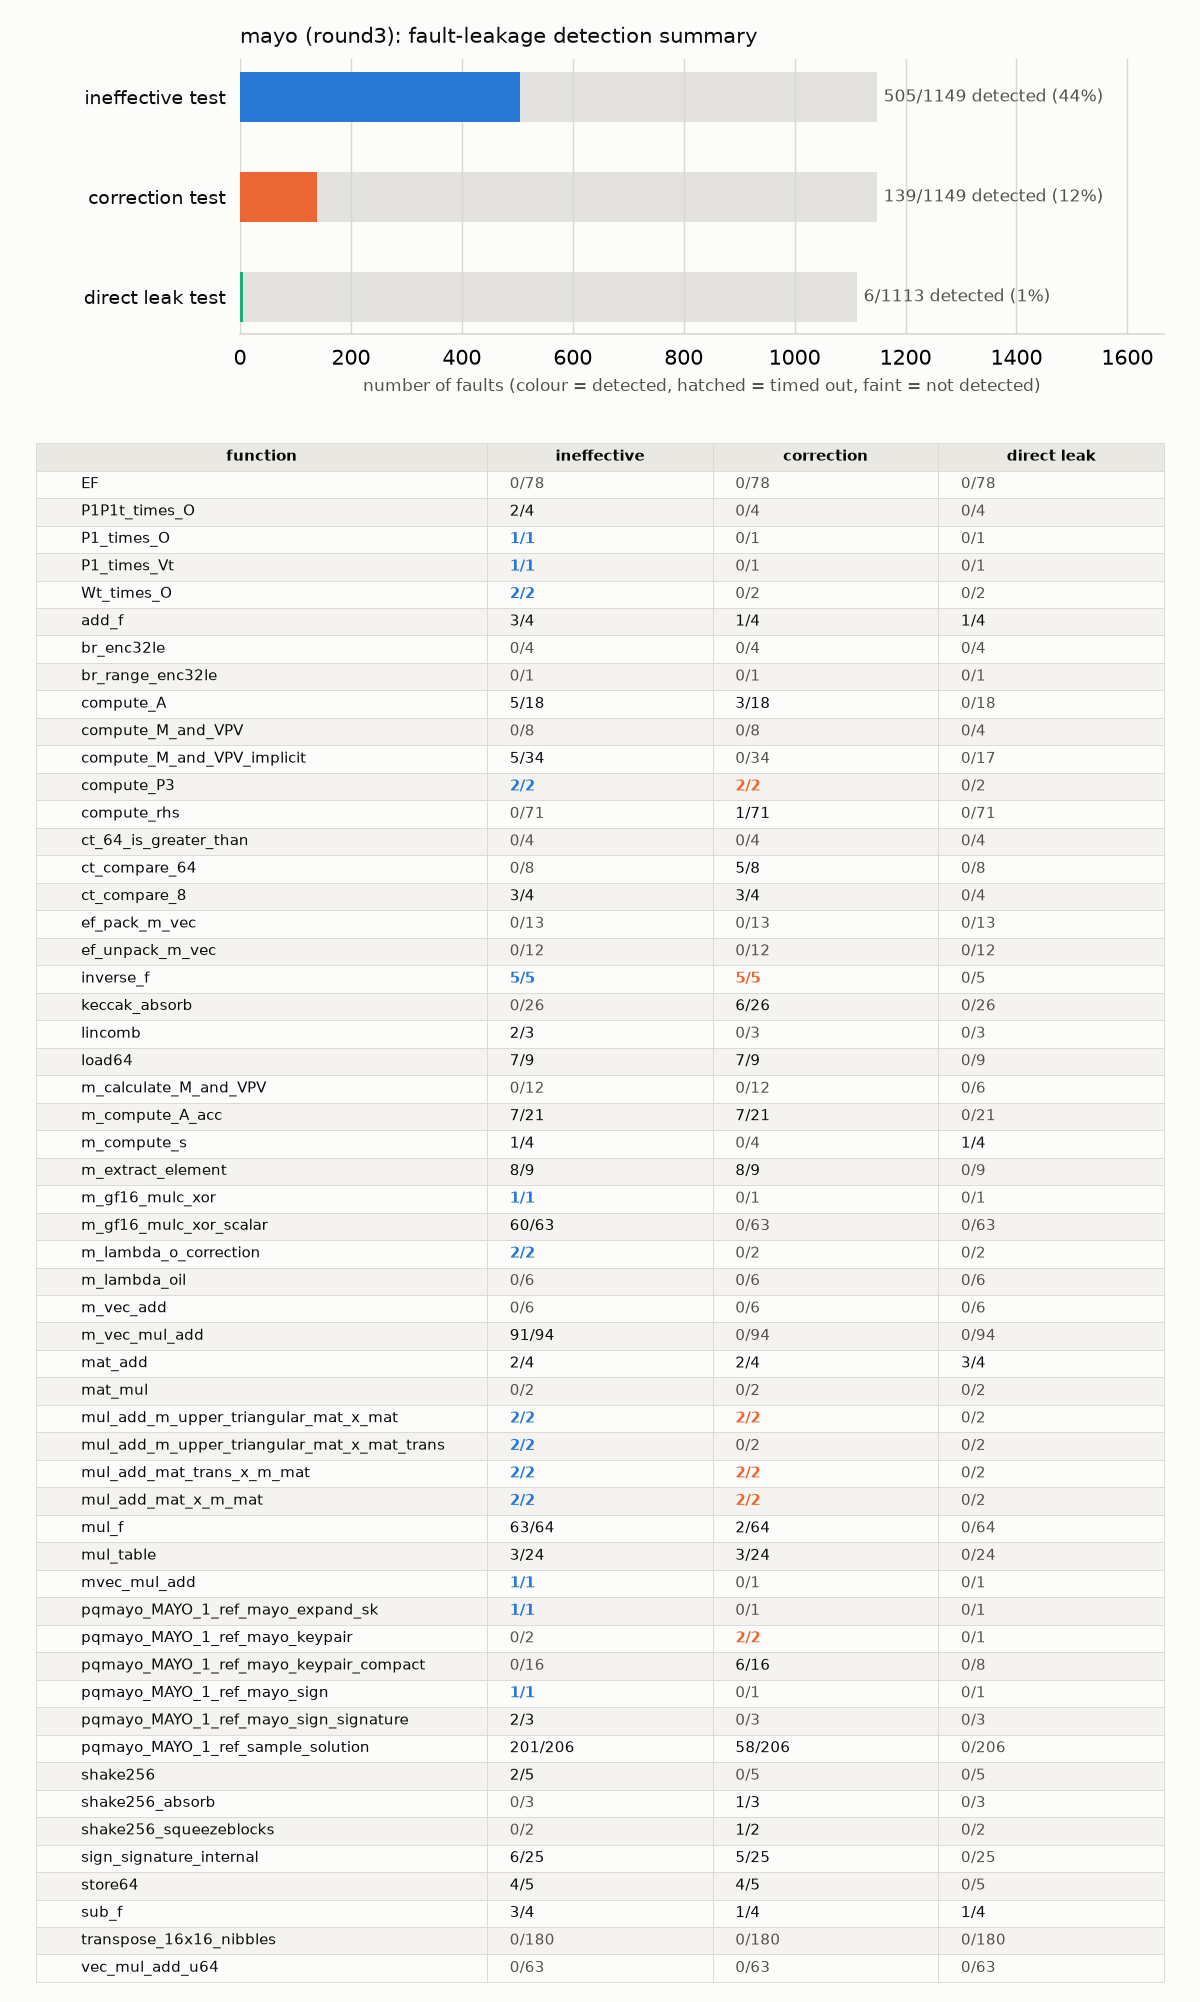 mayo (round3): fault-leakage detection summary
ineffective test
505/1149 detected (44%)
correction test
139/1149 detected (12%)
direct leak test
6/1113 detected (1%)
0 200 400 600 800 1000 1200 1400 1600
number of faults (colour = detected, hatched = timed out, faint = not detected)
function ineffective correction direct leak
EF 0/78 0/78 0/78
P1P1t_times_O 2/4 0/4 0/4
P1_times_O 1/1 0/1 0/1
P1_times_Vt 1/1 0/1 0/1
Wt_times_O 2/2 0/2 0/2
add_f 3/4 1/4 1/4
br_enc32le 0/4 0/4 0/4
br_range_enc32le 0/1 0/1 0/1
compute_A 5/18 3/18 0/18
compute_M_and_VPV 0/8 0/8 0/4
compute_M_and_VPV_implicit 5/34 0/34 0/17
compute_P3 2/2 2/2 0/2
compute_rhs 0/71 1/71 0/71
ct_64_is_greater_than 0/4 0/4 0/4
ct_compare_64 0/8 5/8 0/8
ct_compare_8 3/4 3/4 0/4
ef_pack_m_vec 0/13 0/13 0/13
ef_unpack_m_vec 0/12 0/12 0/12
inverse_f 5/5 5/5 0/5
keccak_absorb 0/26 6/26 0/26
lincomb 2/3 0/3 0/3
load64 7/9 7/9 0/9
m_calculate_M_and_VPV 0/12 0/12 0/6
m_compute_A_acc 7/21 7/21 0/21
m_compute_s 1/4 0/4 1/4
m_extract_element 8/9 8/9 0/9
m_gf16_mulc_xor 1/1 0/1 0/1
m_gf16_mulc_xor_scalar 60/63 0/63 0/63
m_lambda_o_correction 2/2 0/2 0/2
m_lambda_oil 0/6 0/6 0/6
m_vec_add 0/6 0/6 0/6
m_vec_mul_add 91/94 0/94 0/94
mat_add 2/4 2/4 3/4
mat_mul 0/2 0/2 0/2
mul_add_m_upper_triangular_mat_x_mat 2/2 2/2 0/2
mul_add_m_upper_triangular_mat_x_mat_trans 2/2 0/2 0/2
mul_add_mat_trans_x_m_mat 2/2 2/2 0/2
mul_add_mat_x_m_mat 2/2 2/2 0/2
mul_f 63/64 2/64 0/64
mul_table 3/24 3/24 0/24
mvec_mul_add 1/1 0/1 0/1
pqmayo_MAYO_1_ref_mayo_expand_sk 1/1 0/1 0/1
pqmayo_MAYO_1_ref_mayo_keypair 0/2 2/2 0/1
pqmayo_MAYO_1_ref_mayo_keypair_compact 0/16 6/16 0/8
pqmayo_MAYO_1_ref_mayo_sign 1/1 0/1 0/1
pqmayo_MAYO_1_ref_mayo_sign_signature 2/3 0/3 0/3
pqmayo_MAYO_1_ref_sample_solution 201/206 58/206 0/206
shake256 2/5 0/5 0/5
shake256_absorb 0/3 1/3 0/3
shake256_squeezeblocks 0/2 1/2 0/2
sign_signature_internal 6/25 5/25 0/25
store64 4/5 4/5 0/5
sub_f 3/4 1/4 1/4
transpose_16x16_nibbles 0/180 0/180 0/180
vec_mul_add_u64 0/63 0/63 0/63